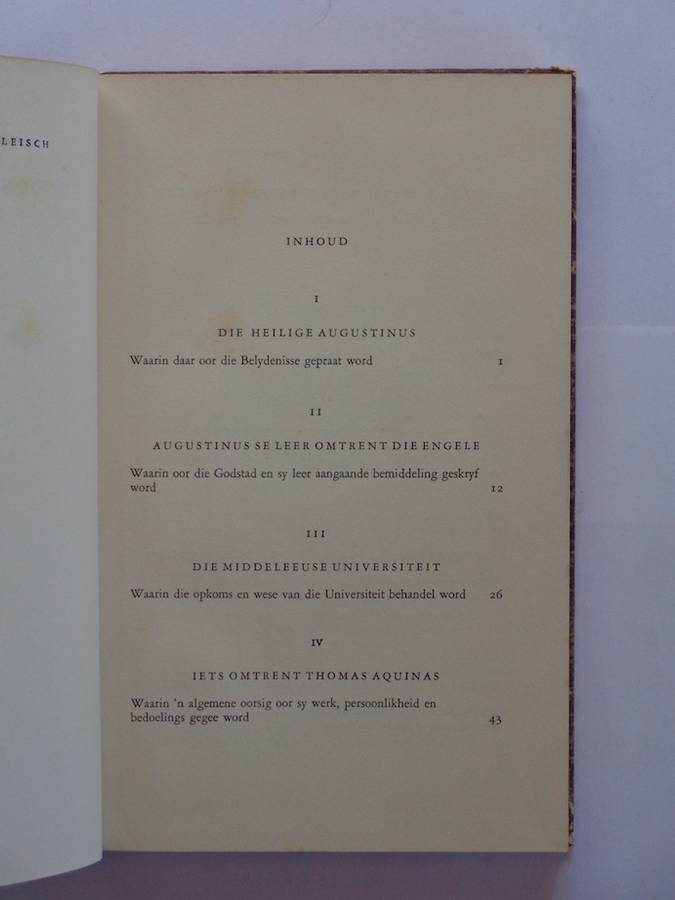 LEISCH
INHOUD
I
DIE HEILIGE AUGUSTINUS
Waarin daar oor die Belydenisse gepraat word 1
II
AUGUSTINUS SE LEER OMTRENT DIE ENGELE
Waarin oor die Godstad en sy leer aangaande bemiddeling geskryf
word 12
III
DIE MIDDELEEUSE UNIVERSITEIT
Waarin die opkoms en wese van die Universiteit behandel word 26
IV
IETS OMTRENT THOMAS AQUINAS
Waarin 'n algemene oorsig oor sy werk, persoonlikheid en
bedoelings gegee word 43